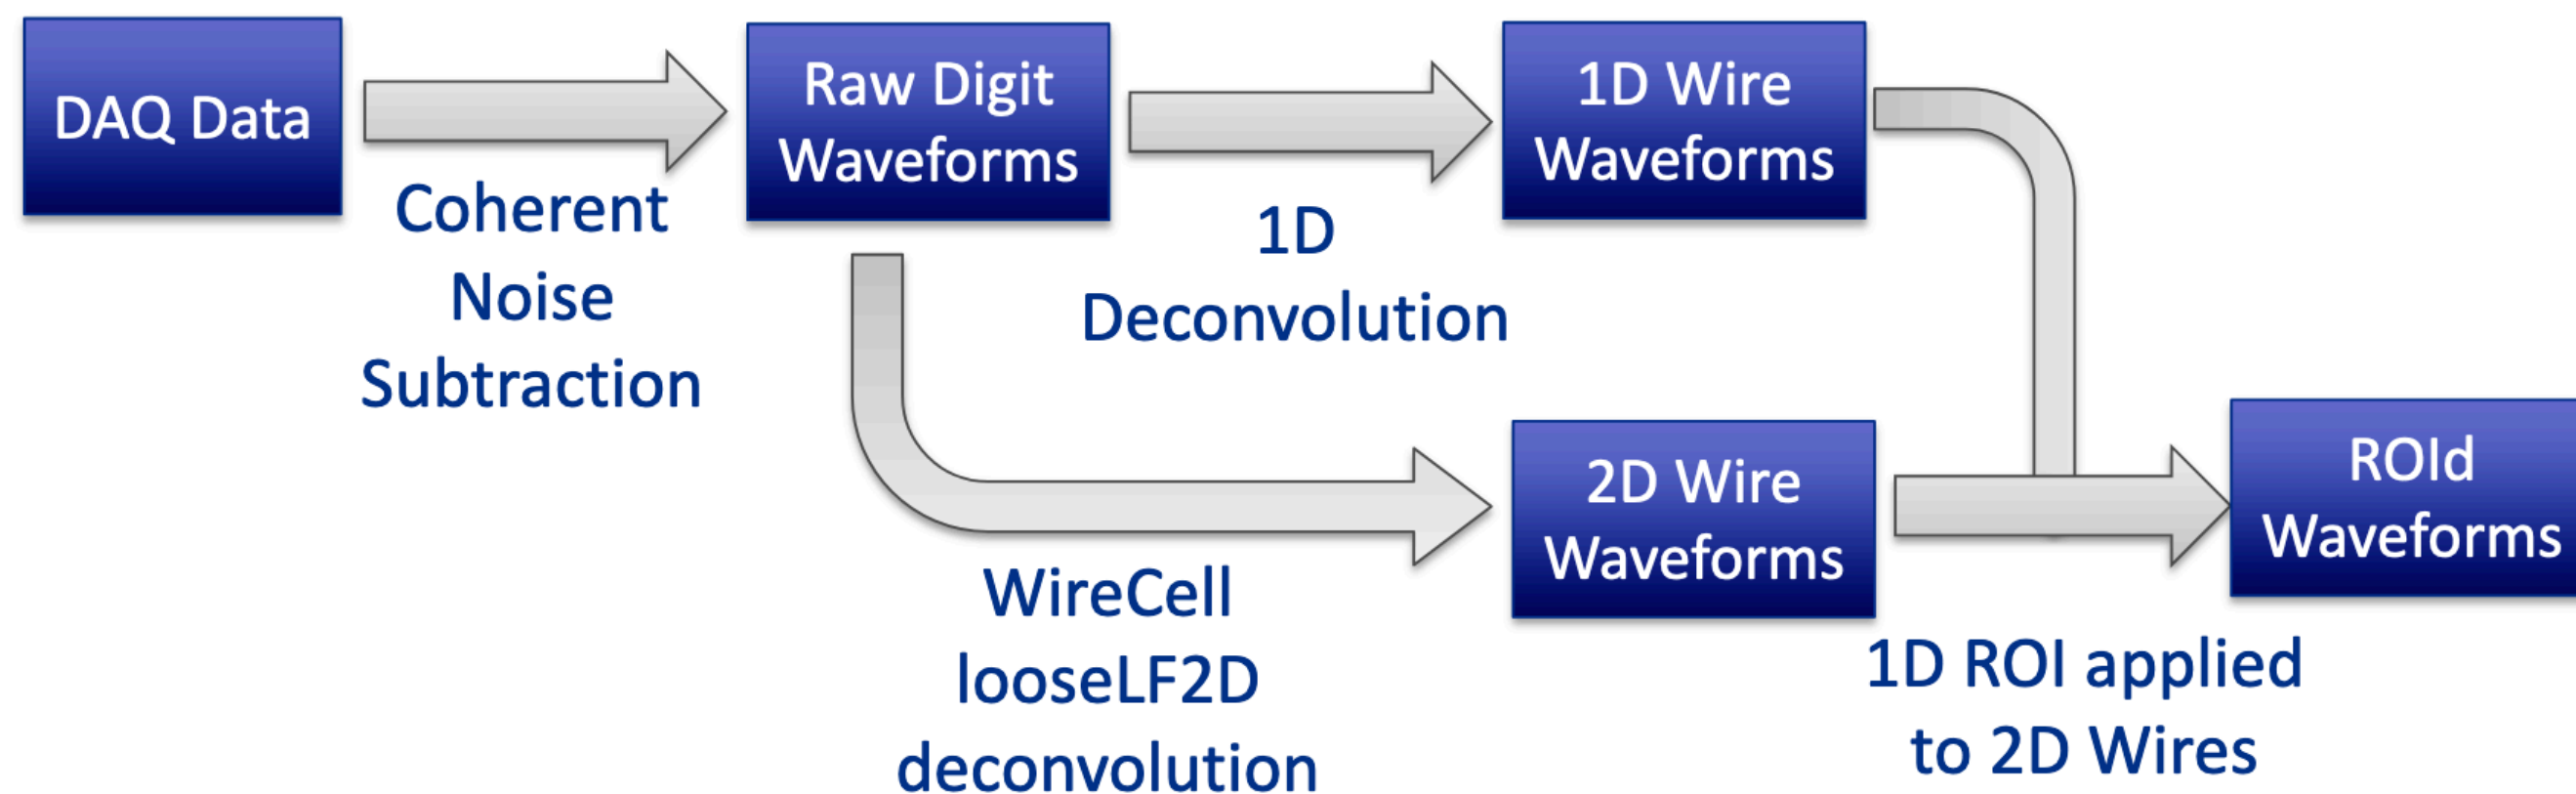 DAQ Data
Coherent
Noise
Subtraction
Raw Digit
Waveforms
1D
Deconvolution
1D Wire
Waveforms
WireCell
looseLF2D
deconvolution
2D Wire
Waveforms
1D ROI applied
to 2D Wires
ROId
Waveforms